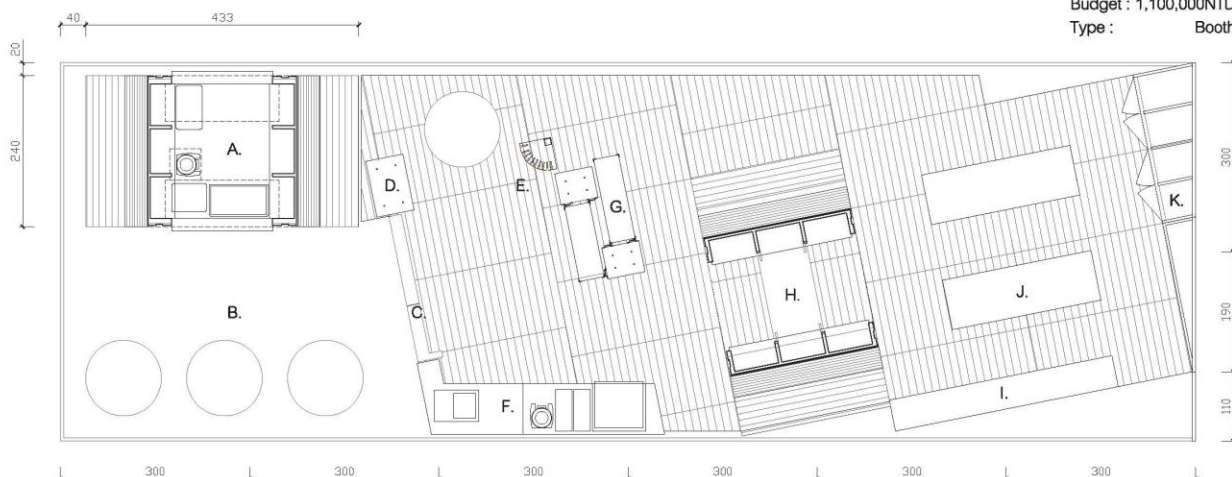 Budget : 1,100,000NTD
Type : Booth
40 433
20
240
300
190
110
A.
B.
C.
D.
E.
F.
G.
H.
I.
J.
K.
300 300 300 300 300 300